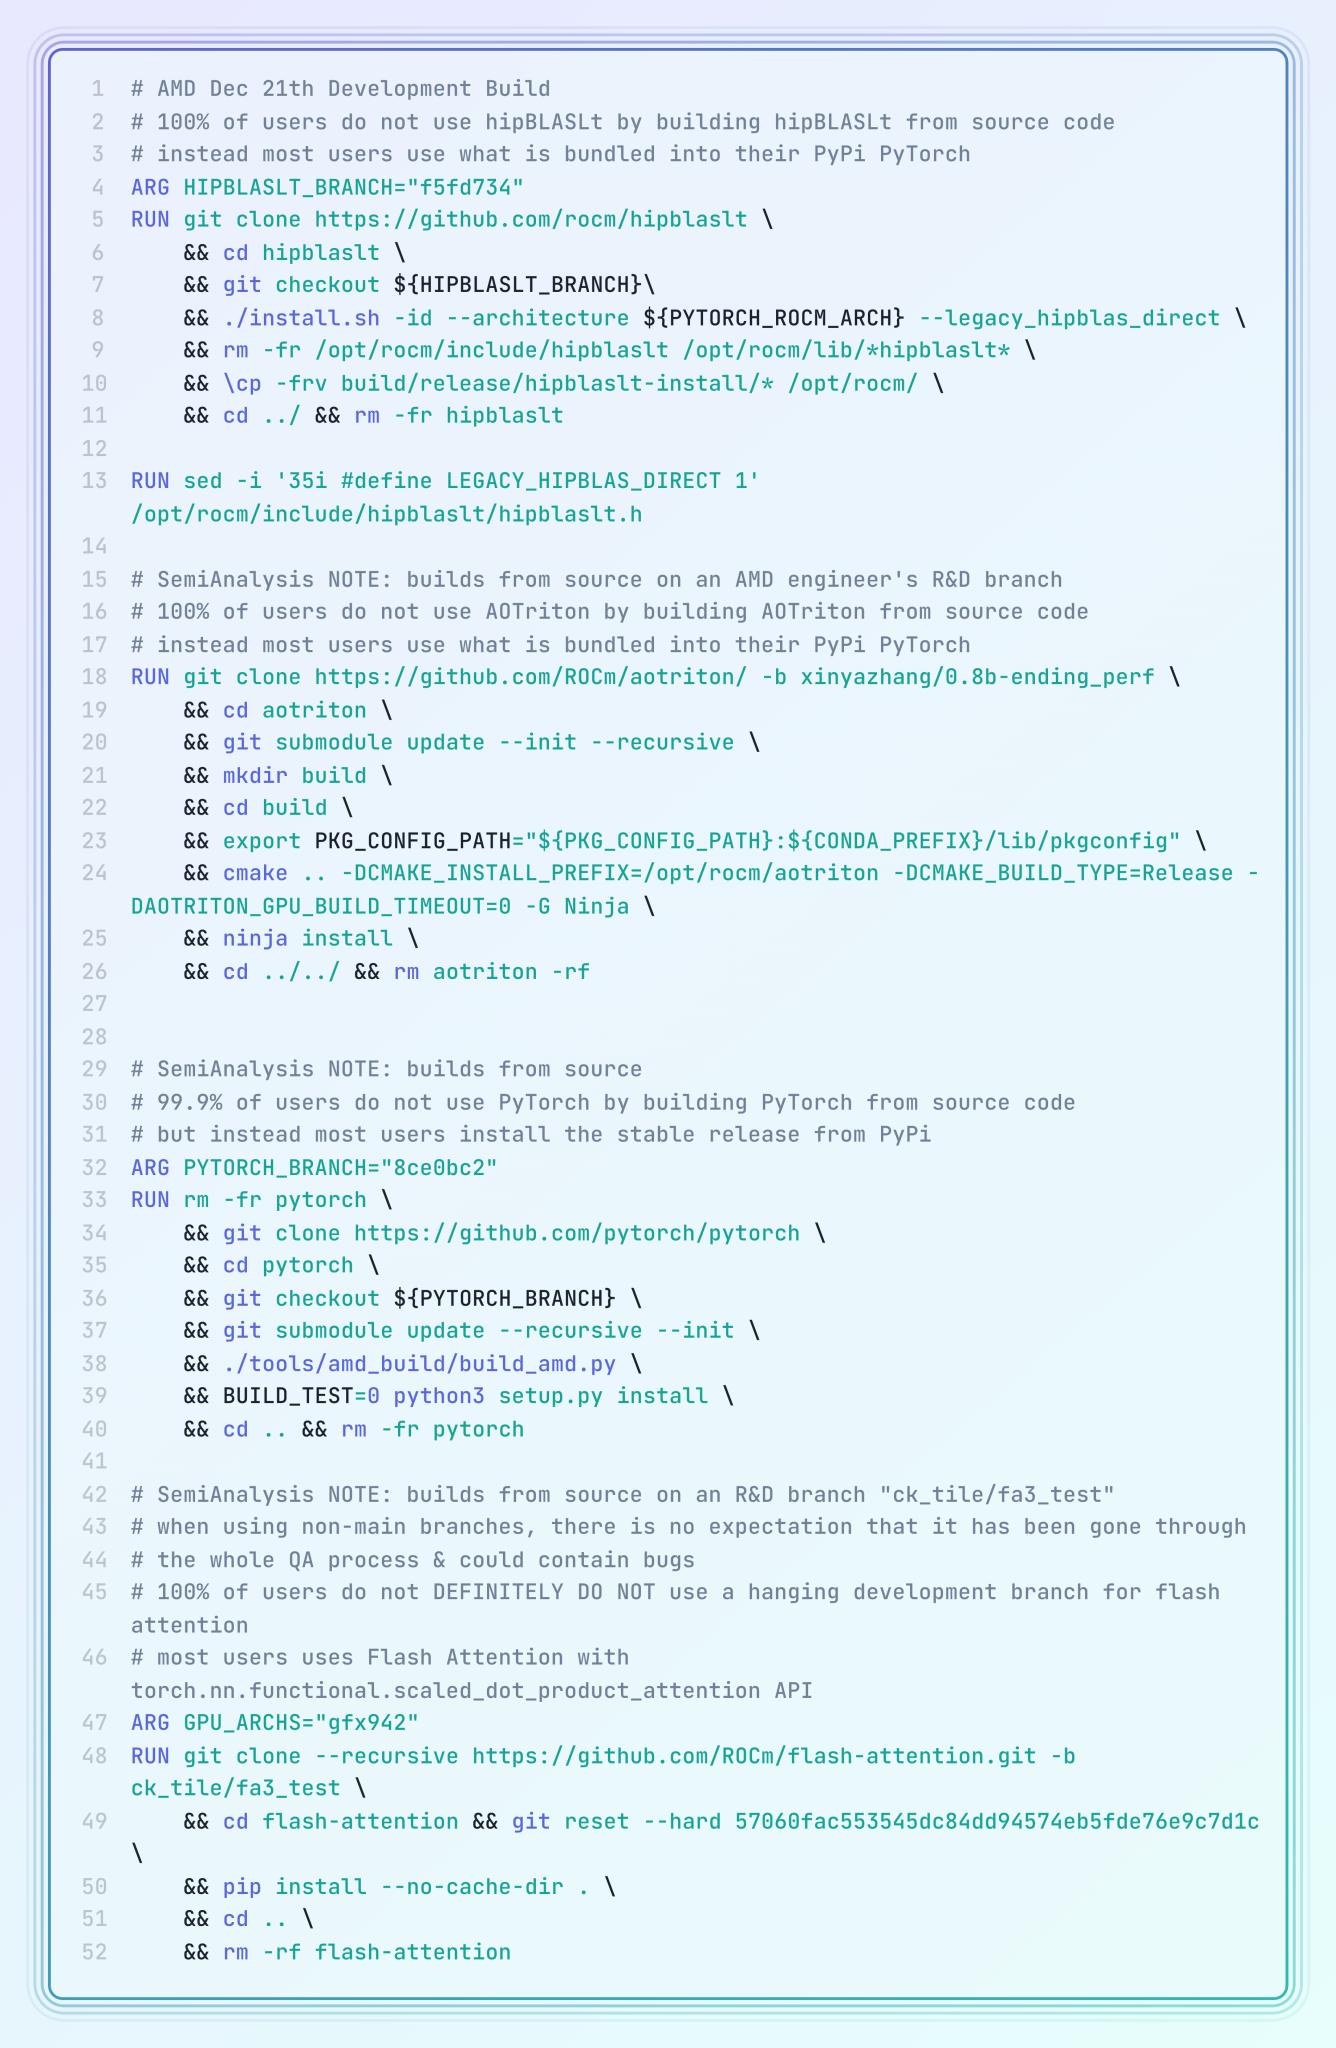 1 # AMD Dec 21th Development Build
2 # 100% of users do not use hipBLASLt by building hipBLASLt from source code
3 # instead most users use what is bundled into their PyPi PyTorch
4 ARG HIPBLASLT_BRANCH="f5fd734"
5 RUN git clone https://github.com/rocm/hipblaslt \
6     && cd hipblaslt \
7     && git checkout ${HIPBLASLT_BRANCH}\
8     && ./install.sh -id --architecture ${PYTORCH_ROCM_ARCH} --legacy_hipblas_direct \
9     && rm -fr /opt/rocm/include/hipblaslt /opt/rocm/lib/*hipblaslt* \
10     && \cp -frv build/release/hipblaslt-install/* /opt/rocm/ \
11     && cd ../ && rm -fr hipblaslt
12
13 RUN sed -i '35i #define LEGACY_HIPBLAS_DIRECT 1'
/opt/rocm/include/hipblaslt/hipblaslt.h
14
15 # SemiAnalysis NOTE: builds from source on an AMD engineer's R&D branch
16 # 100% of users do not use AOTriton by building AOTriton from source code
17 # instead most users use what is bundled into their PyPi PyTorch
18 RUN git clone https://github.com/ROCm/aotriton/ -b xinyazhang/0.8b-ending_perf \
19     && cd aotriton \
20     && git submodule update --init --recursive \
21     && mkdir build \
22     && cd build \
23     && export PKG_CONFIG_PATH="${PKG_CONFIG_PATH}:${CONDA_PREFIX}/lib/pkgconfig" \
24     && cmake .. -DCMAKE_INSTALL_PREFIX=/opt/rocm/aotriton -DCMAKE_BUILD_TYPE=Release -
DAOTRITON_GPU_BUILD_TIMEOUT=0 -G Ninja \
25     && ninja install \
26     && cd ../../ && rm aotriton -rf
27
28
29 # SemiAnalysis NOTE: builds from source
30 # 99.9% of users do not use PyTorch by building PyTorch from source code
31 # but instead most users install the stable release from PyPi
32 ARG PYTORCH_BRANCH="8ce0bc2"
33 RUN rm -fr pytorch \
34     && git clone https://github.com/pytorch/pytorch \
35     && cd pytorch \
36     && git checkout ${PYTORCH_BRANCH} \
37     && git submodule update --recursive --init \
38     && ./tools/amd_build/build_amd.py \
39     && BUILD_TEST=0 python3 setup.py install \
40     && cd .. && rm -fr pytorch
41
42 # SemiAnalysis NOTE: builds from source on an R&D branch "ck_tile/fa3_test"
43 # when using non-main branches, there is no expectation that it has been gone through
44 # the whole QA process & could contain bugs
45 # 100% of users do not DEFINITELY DO NOT use a hanging development branch for flash
attention
46 # most users uses Flash Attention with
torch.nn.functional.scaled_dot_product_attention API
47 ARG GPU_ARCHS="gfx942"
48 RUN git clone --recursive https://github.com/ROCm/flash-attention.git -b
ck_tile/fa3_test \
49     && cd flash-attention && git reset --hard 57060fac553545dc84dd94574eb5fde76e9c7d1c
\
50     && pip install --no-cache-dir . \
51     && cd .. \
52     && rm -rf flash-attention